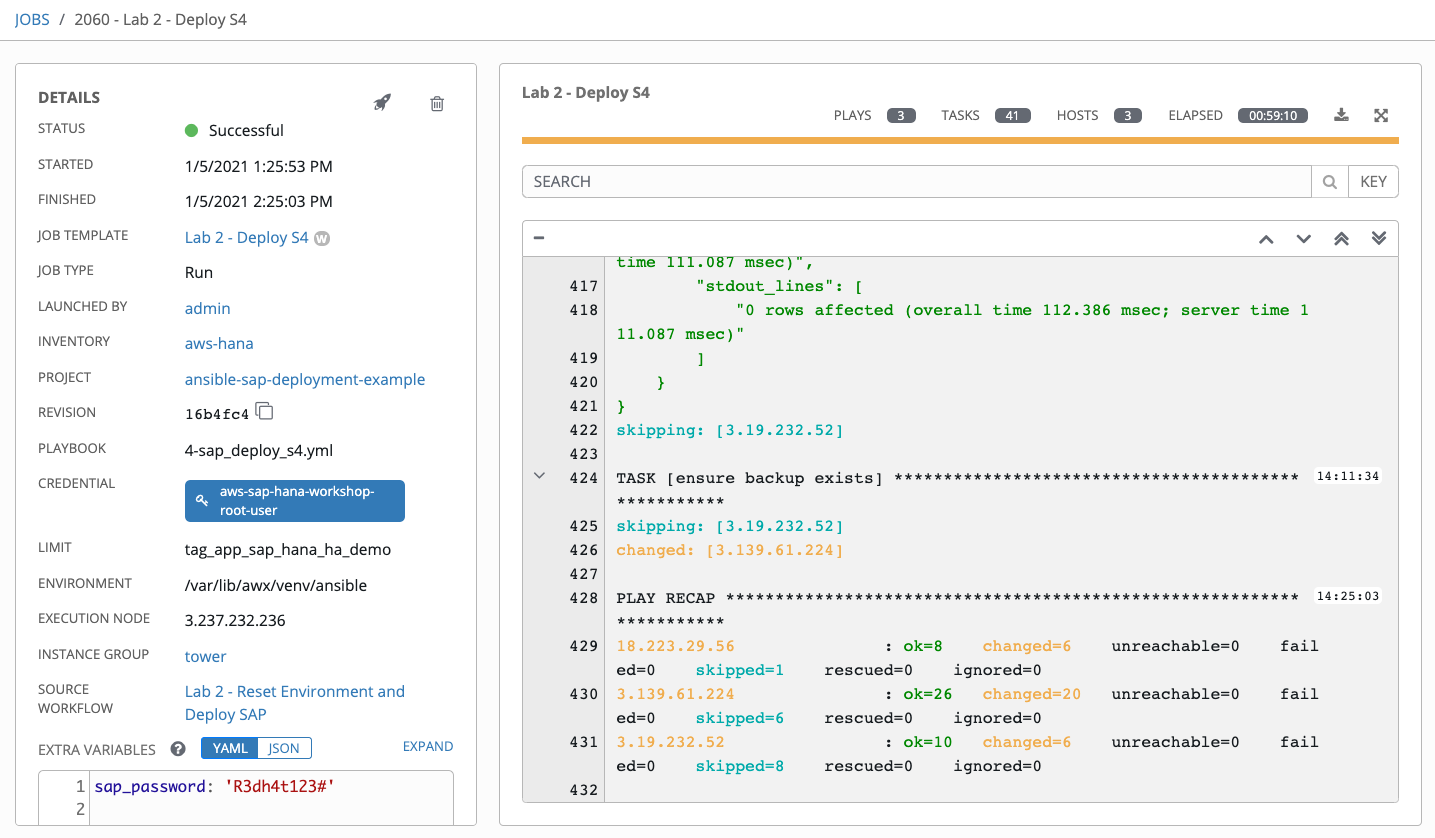 JOBS / 2060 - Lab 2 - Deploy S4
DETAILS
STATUS Successful
STARTED 1/5/2021 1:25:53 PM
FINISHED 1/5/2021 2:25:03 PM
JOB TEMPLATE Lab 2 - Deploy S4 W
JOB TYPE Run
LAUNCHED BY admin
INVENTORY aws-hana
PROJECT ansible-sap-deployment-example
REVISION 16b4fc4
PLAYBOOK 4-sap_deploy_s4.yml
CREDENTIAL aws-sap-hana-workshop-
root-user
LIMIT tag_app_sap_hana_ha_demo
ENVIRONMENT /var/lib/awx/venv/ansible
EXECUTION NODE 3.237.232.236
INSTANCE GROUP tower
SOURCE Lab 2 - Reset Environment and
WORKFLOW Deploy SAP
EXTRA VARIABLES ? YAML JSON EXPAND
1 sap_password: 'R3dh4t123#'
2
Lab 2 - Deploy S4
PLAYS 3 TASKS 41 HOSTS 3 ELAPSED 00:59:10
SEARCH KEY
time 111.087 msec)",
417 "stdout_lines": [
418 "0 rows affected (overall time 112.386 msec; server time 1
11.087 msec)"
419 ]
420 }
421 }
422 skipping: [3.19.232.52]
423
424 TASK [ensure backup exists] ***************************************** 14:11:34
***********
425 skipping: [3.19.232.52]
426 changed: [3.139.61.224]
427
428 PLAY RECAP ********************************************************** 14:25:03
***********
429 18.223.29.56 : ok=8 changed=6 unreachable=0 fail
ed=0 skipped=1 rescued=0 ignored=0
430 3.139.61.224 : ok=26 changed=20 unreachable=0 fail
ed=0 skipped=6 rescued=0 ignored=0
431 3.19.232.52 : ok=10 changed=6 unreachable=0 fail
ed=0 skipped=8 rescued=0 ignored=0
432